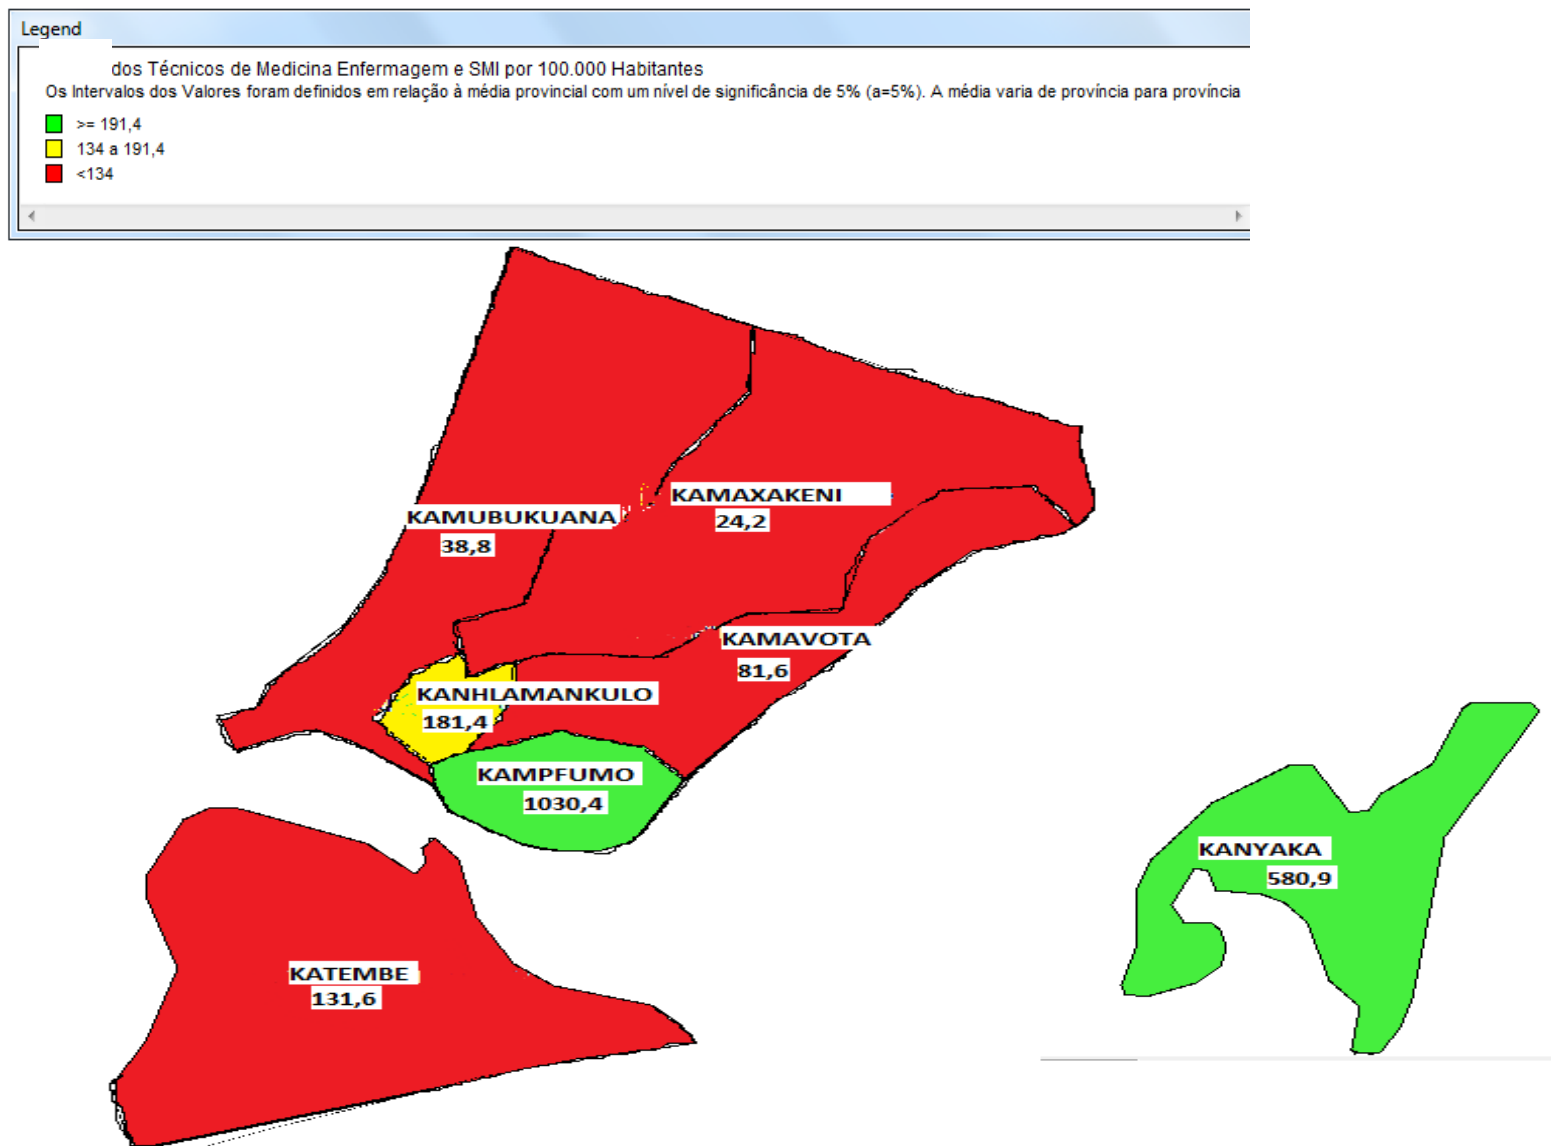 Legend
dos Técnicos de Medicina Enfermagem e SMI por 100.000 Habitantes
Os Intervalos dos Valores foram definidos em relação à média provincial com um nível de significância de 5% (a=5%). A média varia de província para província
>= 191,4
134 a 191,4
<134
KAMAXAKENI
24,2
KAMUBUKUANA
38,8
KAMAVOTA
81,6
KANHLAMANKULO
181,4
KAMPFUMO
1030,4
KANYAKA
580,9
KATEMBE
131,6